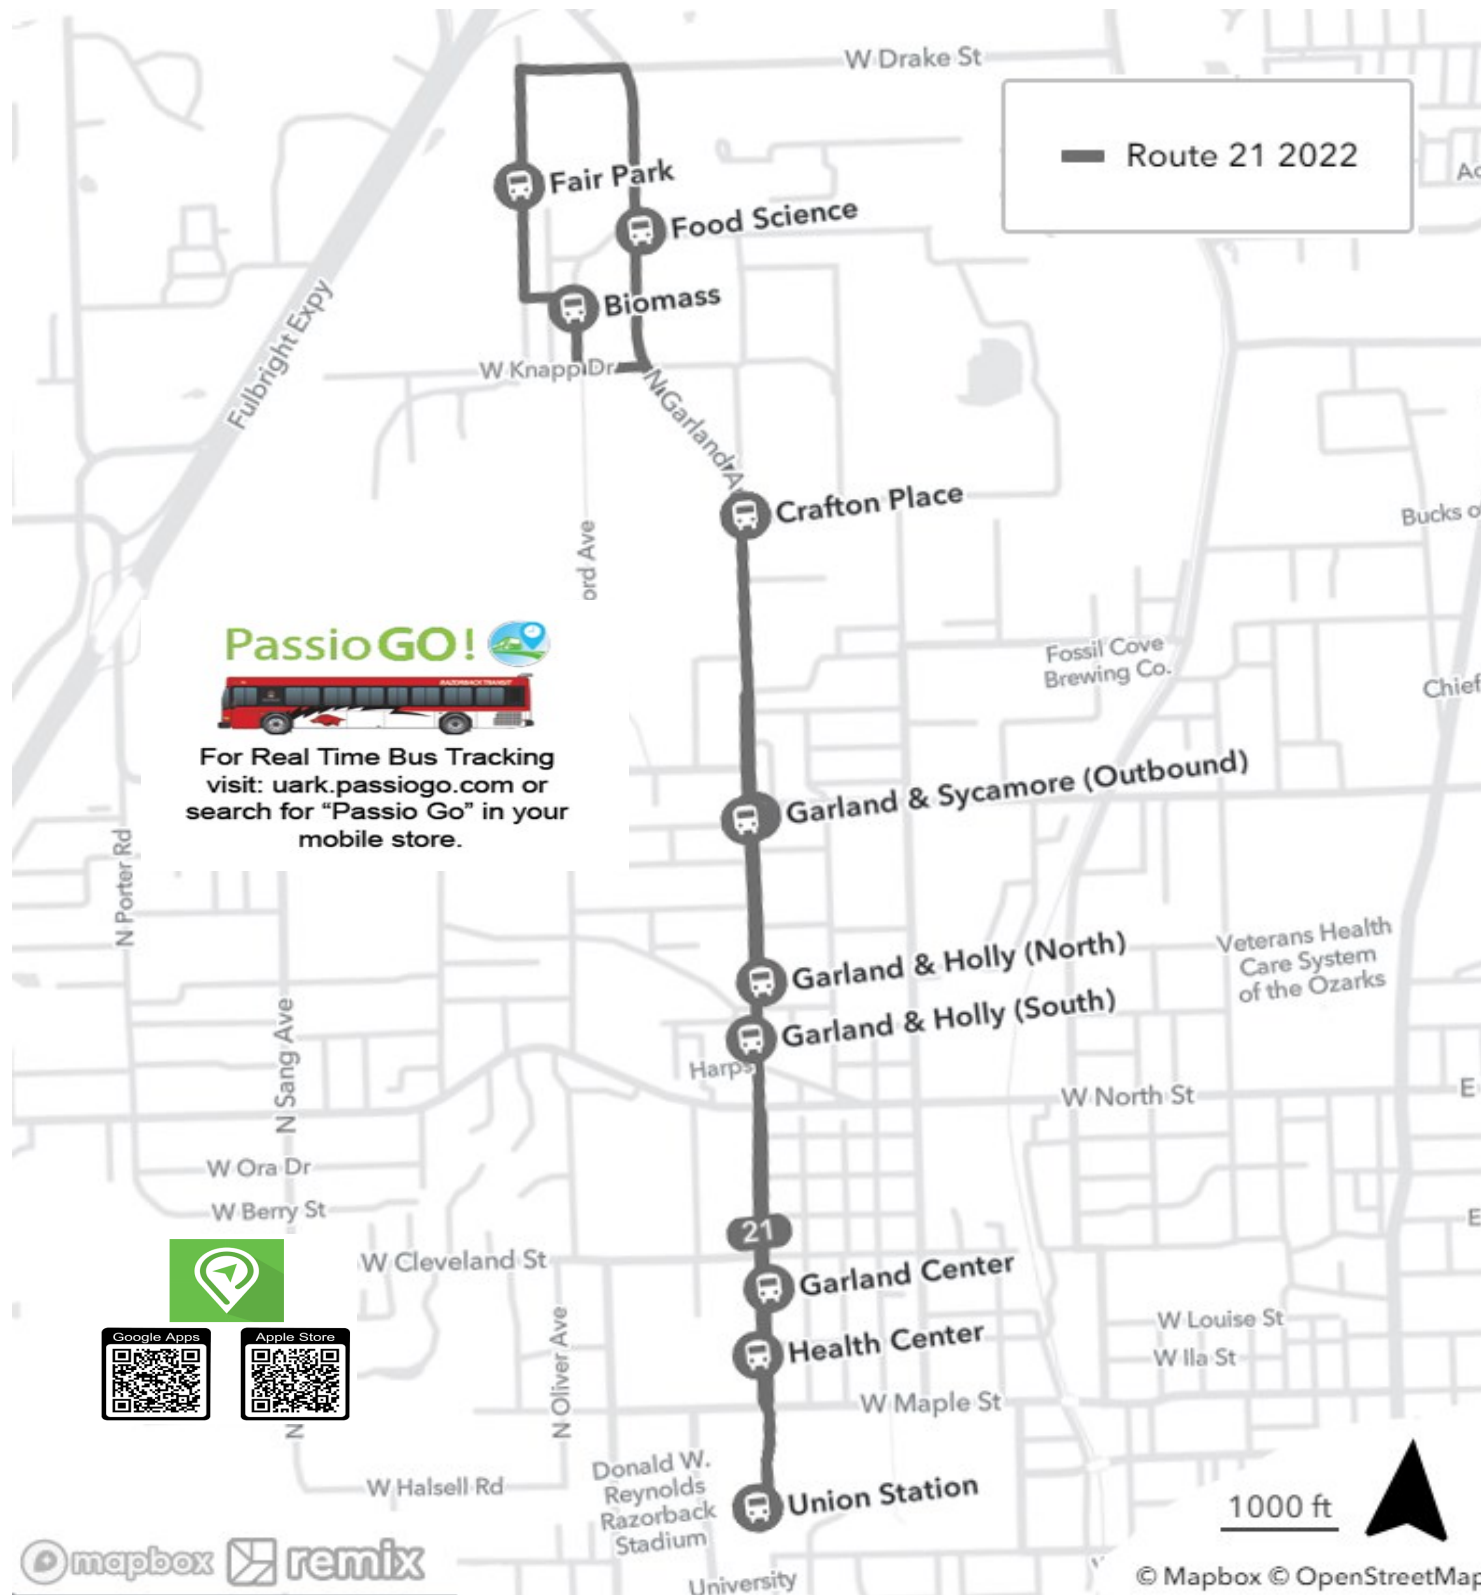 W Drake St
Route 21 2022
Fair Park
Food Science
Biomass
W Knapp Dr
N Garland Av
Fulbright Expy
Crafton Place
Bucks o
ord Ave
PassioGO!
RAZORBACK TRANSIT
For Real Time Bus Tracking
visit: uark.passiogo.com or
search for “Passio Go” in your
mobile store.
Fossil Cove
Brewing Co.
Chief
Garland & Sycamore (Outbound)
N Porter Rd
Garland & Holly (North)
Veterans Health
Care System
of the Ozarks
Garland & Holly (South)
N Sang Ave
Harps
W North St
E
W Ora Dr
W Berry St
E
21
W Cleveland St
Garland Center
Google Apps
Apple Store
N Oliver Ave
Health Center
W Louise St
W Ila St
W Maple St
N
W Halsell Rd
Donald W.
Reynolds
Razorback
Stadium
Union Station
1000 ft
mapbox
remix
University
© Mapbox © OpenStreetMap